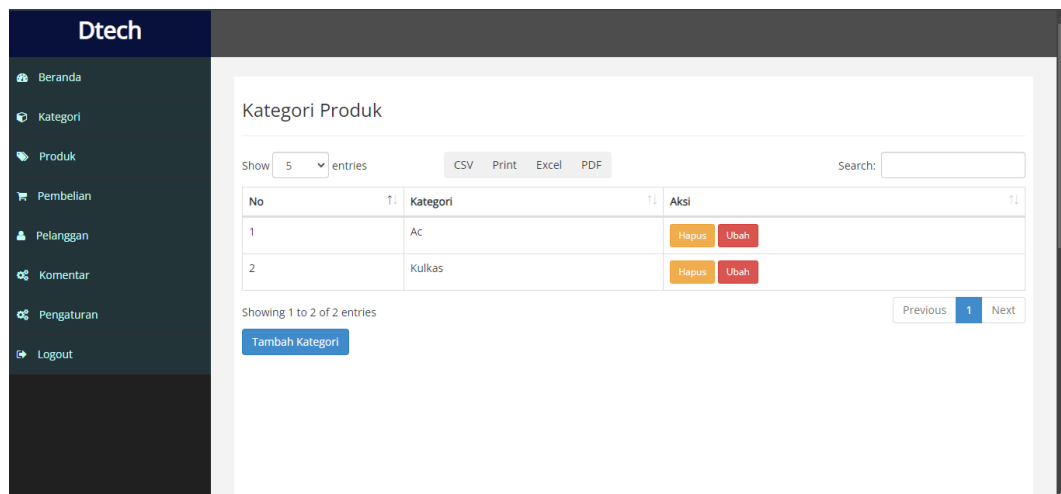 Dtech
Beranda
Kategori
Produk
Pembelian
Pelanggan
Komentar
Pengaturan
Logout
Kategori Produk
Show 5 entries CSV Print Excel PDF Search:
No Kategori Aksi
1 Ac Hapus Ubah
2 Kulkas Hapus Ubah
Showing 1 to 2 of 2 entries Previous 1 Next
Tambah Kategori